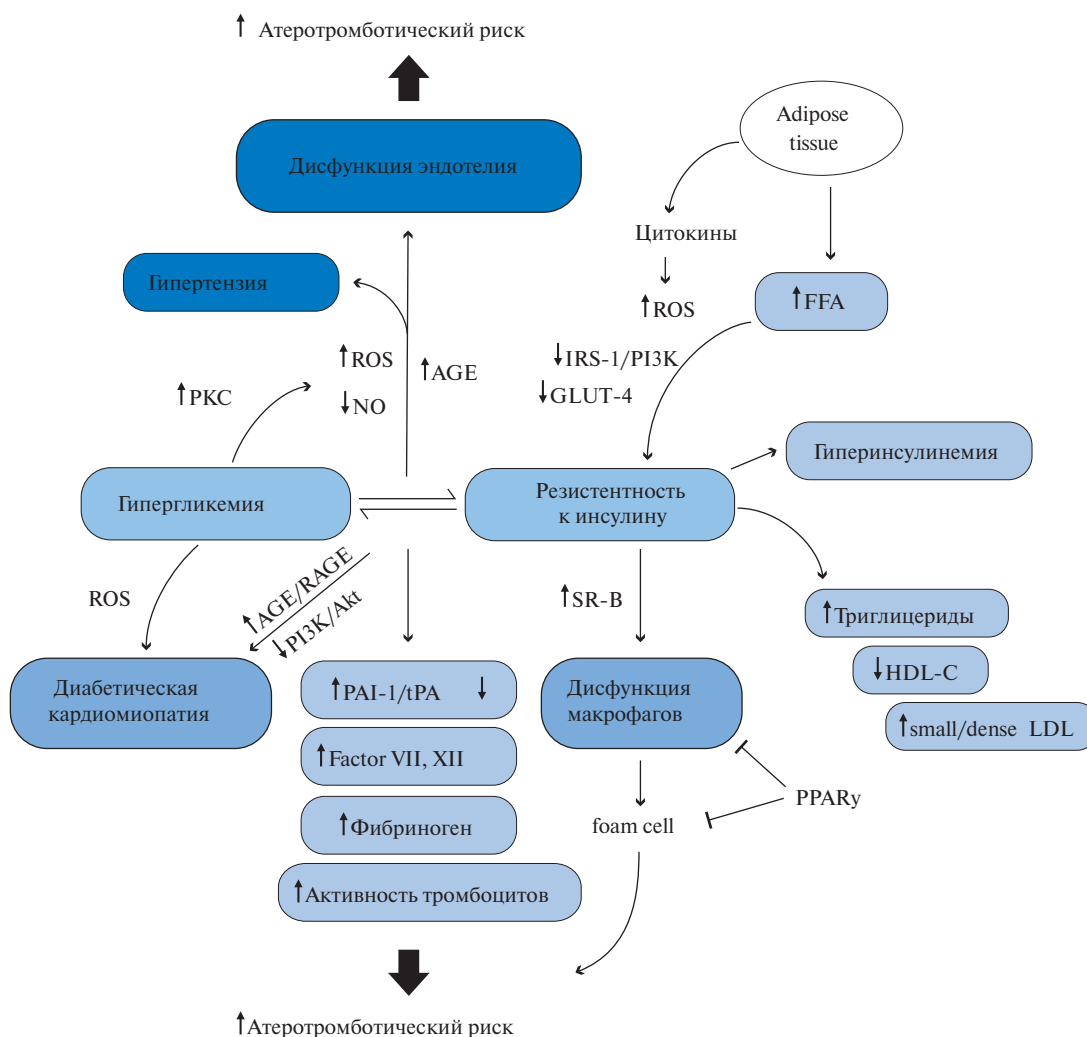 ↑ Атеротромботический риск
Adipose
tissue
Дисфункция эндотелия
Цитокины
Гипертензия
↑ROS
↑FFA
↑ROS
↑AGE
↓IRS-1/PI3K
↓GLUT-4
↑PKC
↓NO
Гиперинсулинемия
Гипергликемия
Резистентность
к инсулину
ROS
↑AGE/RAGE
↓PI3K/Akt
↑SR-B
↑Триглицериды
↓HDL-C
↑small/dense LDL
Диабетическая
кардиомиопатия
↑PAI-1/tPA ↓
Дисфункция
макрофагов
↑Factor VII, XII
PPARy
↑Фибриноген
foam cell
↑Активность тромбоцитов
↑Атеротромботический риск